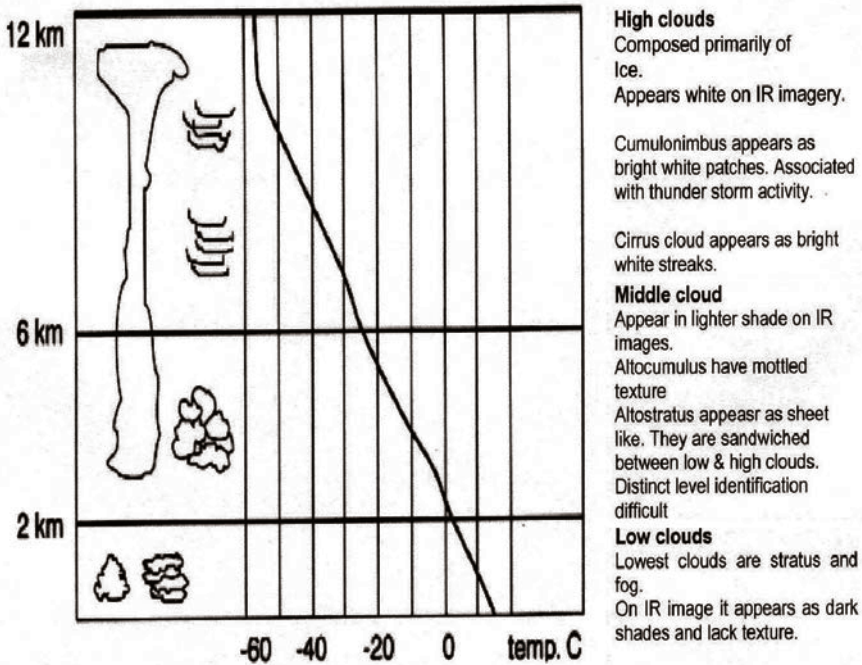 12 km
6 km
2 km
-60 -40 -20 0 temp. C
High clouds
Composed primarily of
Ice.
Appears white on IR imagery.
Cumulonimbus appears as
bright white patches. Associated
with thunder storm activity.
Cirrus cloud appears as bright
white streaks.
Middle cloud
Appear in lighter shade on IR
images.
Altocumulus have mottled
texture
Altostratus appeasr as sheet
like. They are sandwiched
between low & high clouds.
Distinct level identification
difficult
Low clouds
Lowest clouds are stratus and
fog.
On IR image it appears as dark
shades and lack texture.